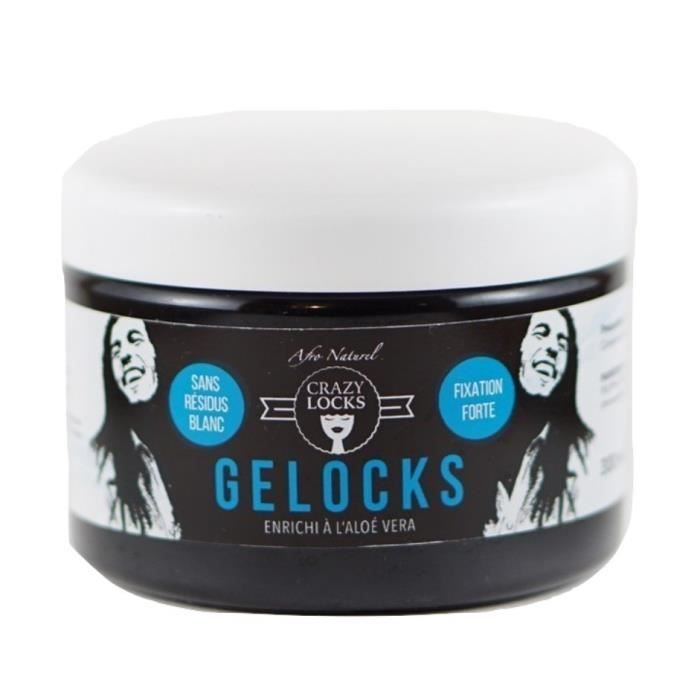 Afro Naturel
CRAZY
LOCKS
SANS
RÉSIDUS
BLANC
FIXATION
FORTE
GELOCKS
ENRICHI À L'ALOÉ VERA